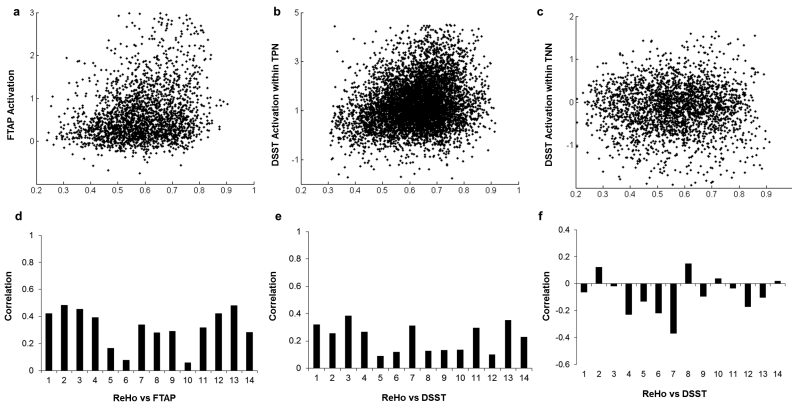 a
FTAP Activation
3
2
1
0
0.2 0.3 0.4 0.5 0.6 0.7 0.8 0.9 1
b
DSST Activation within TPN
5
3
1
-1
0.2 0.3 0.4 0.5 0.6 0.7 0.8 0.9 1
c
DSST Activation within TNN
2
1
0
-1
0.2 0.3 0.4 0.5 0.6 0.7 0.8 0.9 1
d
Correlation
1
0.8
0.6
0.4
0.2
0
1 2 3 4 5 6 7 8 9 10 11 12 13 14
ReHo vs FTAP
e
Correlation
1
0.8
0.6
0.4
0.2
0
1 2 3 4 5 6 7 8 9 10 11 12 13 14
ReHo vs DSST
f
Correlation
0.4
0.2
0
-0.2
-0.4
-0.6
1 2 3 4 5 6 7 8 9 10 11 12 13 14
ReHo vs DSST